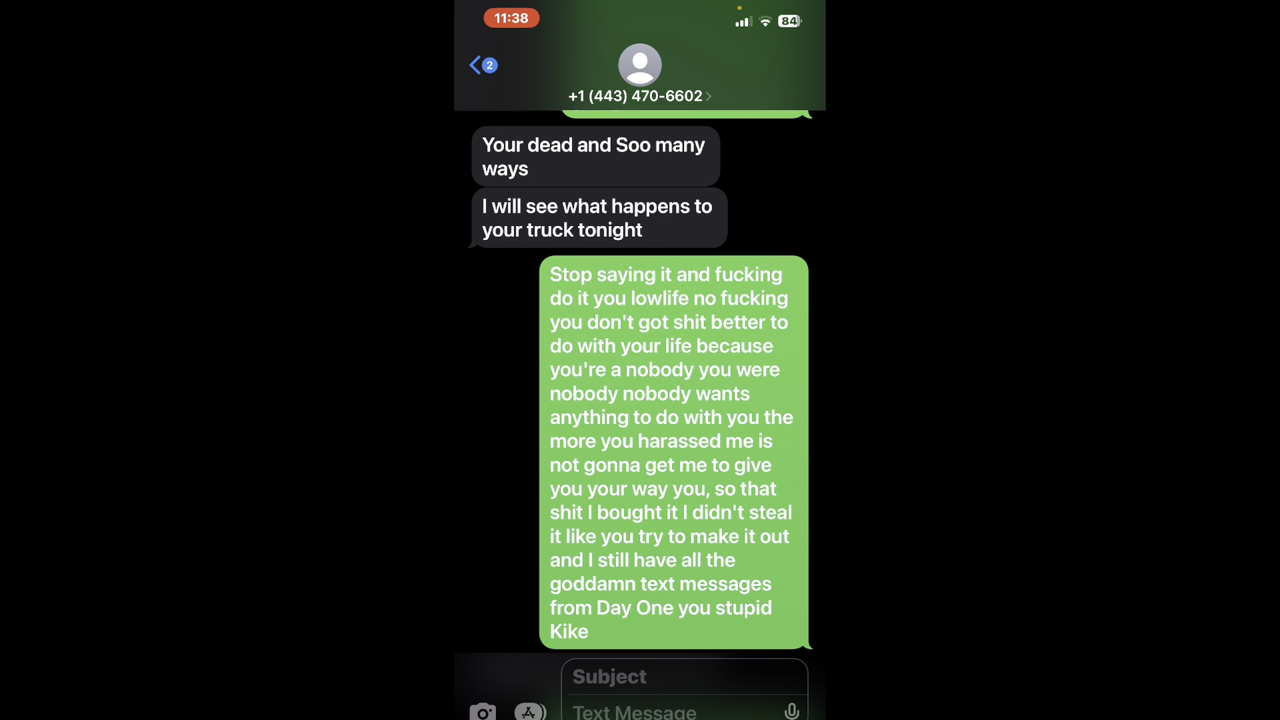 11:38
84
2
+1 (443) 470-6602
Your dead and Soo many
ways
I will see what happens to
your truck tonight
Stop saying it and fucking
do it you lowlife no fucking
you don't got shit better to
do with your life because
you're a nobody you were
nobody nobody wants
anything to do with you the
more you harassed me is
not gonna get me to give
you your way you, so that
shit I bought it I didn't steal
it like you try to make it out
and I still have all the
goddamn text messages
from Day One you stupid
Kike
Subject
Text Message